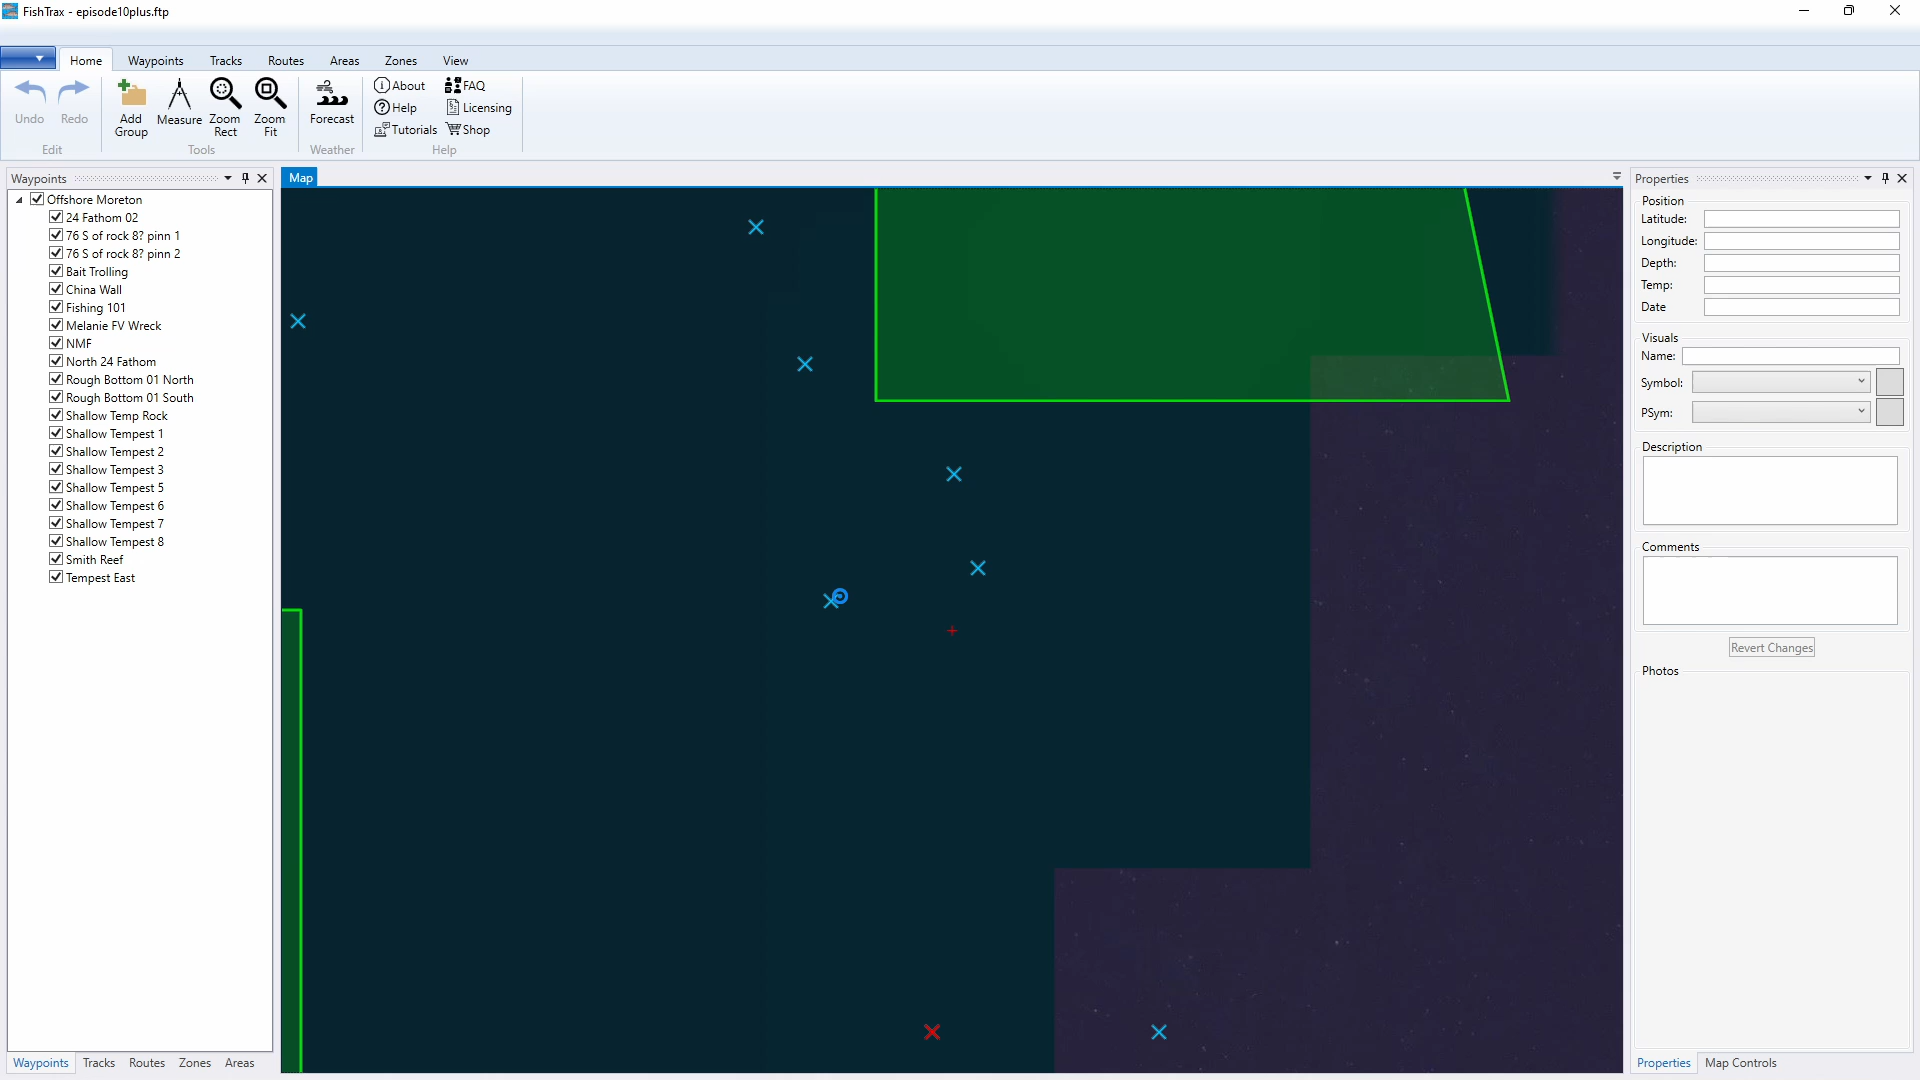 FishTrax - episode10plus.ftp
Home Waypoints Tracks Routes Areas Zones View
Undo Redo
Edit
Add Group
Measure
Zoom Rect
Zoom Fit
Tools
Forecast
Weather
About
FAQ
Help
Licensing
Tutorials
Shop
Help
Waypoints
Offshore Moreton
24 Fathom 02
76 S of rock 8? pinn 1
76 S of rock 8? pinn 2
Bait Trolling
China Wall
Fishing 101
Melanie FV Wreck
NMF
North 24 Fathom
Rough Bottom 01 North
Rough Bottom 01 South
Shallow Temp Rock
Shallow Tempest 1
Shallow Tempest 2
Shallow Tempest 3
Shallow Tempest 5
Shallow Tempest 6
Shallow Tempest 7
Shallow Tempest 8
Smith Reef
Tempest East
Waypoints Tracks Routes Zones Areas
Map
Properties
Position
Latitude:
Longitude:
Depth:
Temp:
Date
Visuals
Name:
Symbol:
PSym:
Description
Comments
Revert Changes
Photos
Properties Map Controls